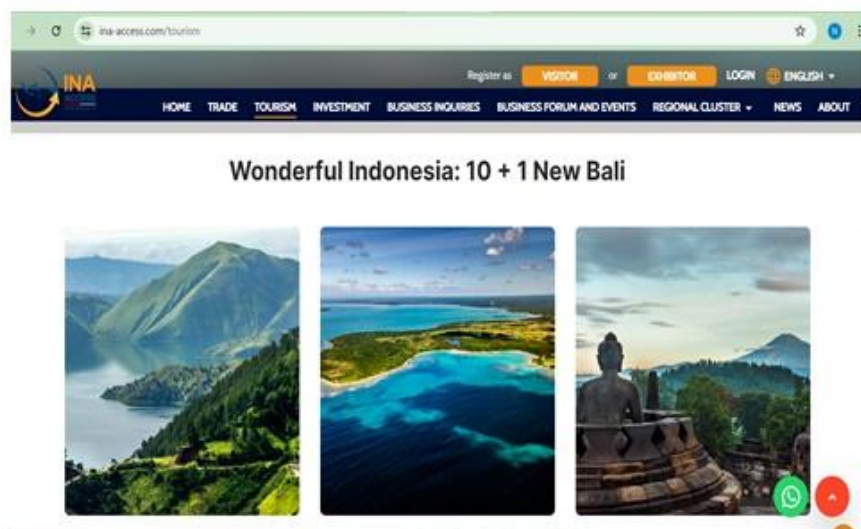 ina-access.com/tourism
Register as VISITOR or EXHIBITOR LOGIN ENGLISH
INA
ACCESS
HOME TRADE TOURISM INVESTMENT BUSINESS INQUIRIES BUSINESS FORUM AND EVENTS REGIONAL CLUSTER NEWS ABOUT
Wonderful Indonesia: 10 + 1 New Bali